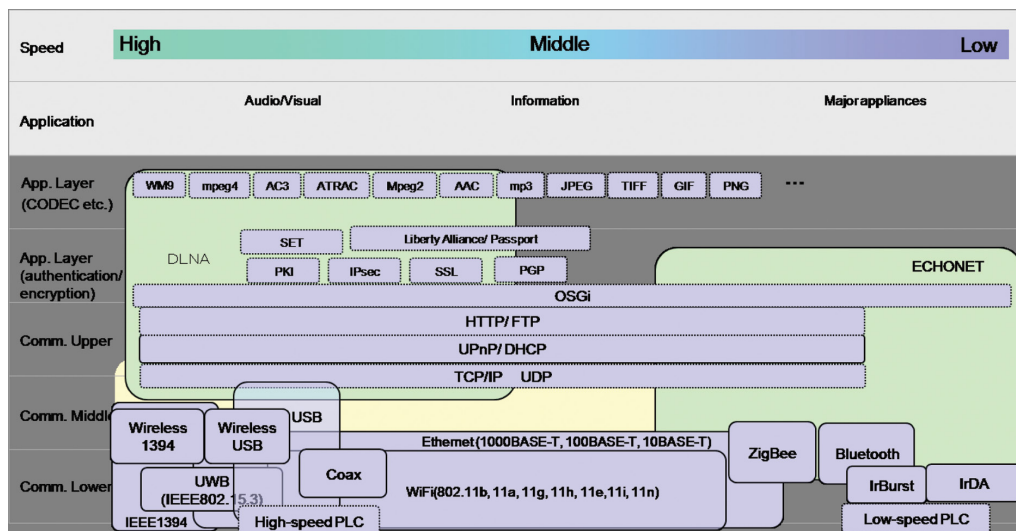 Speed
High
Middle
Low
Application
Audio/Visual
Information
Major appliances
App. Layer
(CODEC etc.)
WM9
mpeg4
AC3
ATRAC
Mpeg2
AAC
mp3
JPEG
TIFF
GIF
PNG
...
App. Layer
(authentication/
encryption)
DLNA
SET
Liberty Alliance/ Passport
PKI
IPsec
SSL
PGP
ECHONET
OSGi
Comm. Upper
HTTP/ FTP
UPnP/ DHCP
TCP/IP UDP
Comm. Middle
Wireless
1394
Wireless
USB
USB
Ethernet (1000BASE-T, 100BASE-T, 10BASE-T)
ZigBee
Bluetooth
Comm. Lower
UWB
(IEEE802.15.3)
Coax
WiFi(802.11b, 11a, 11g, 11h, 11e,11i, 11n)
IrBurst
IrDA
IEEE1394
High-speed PLC
Low-speed PLC